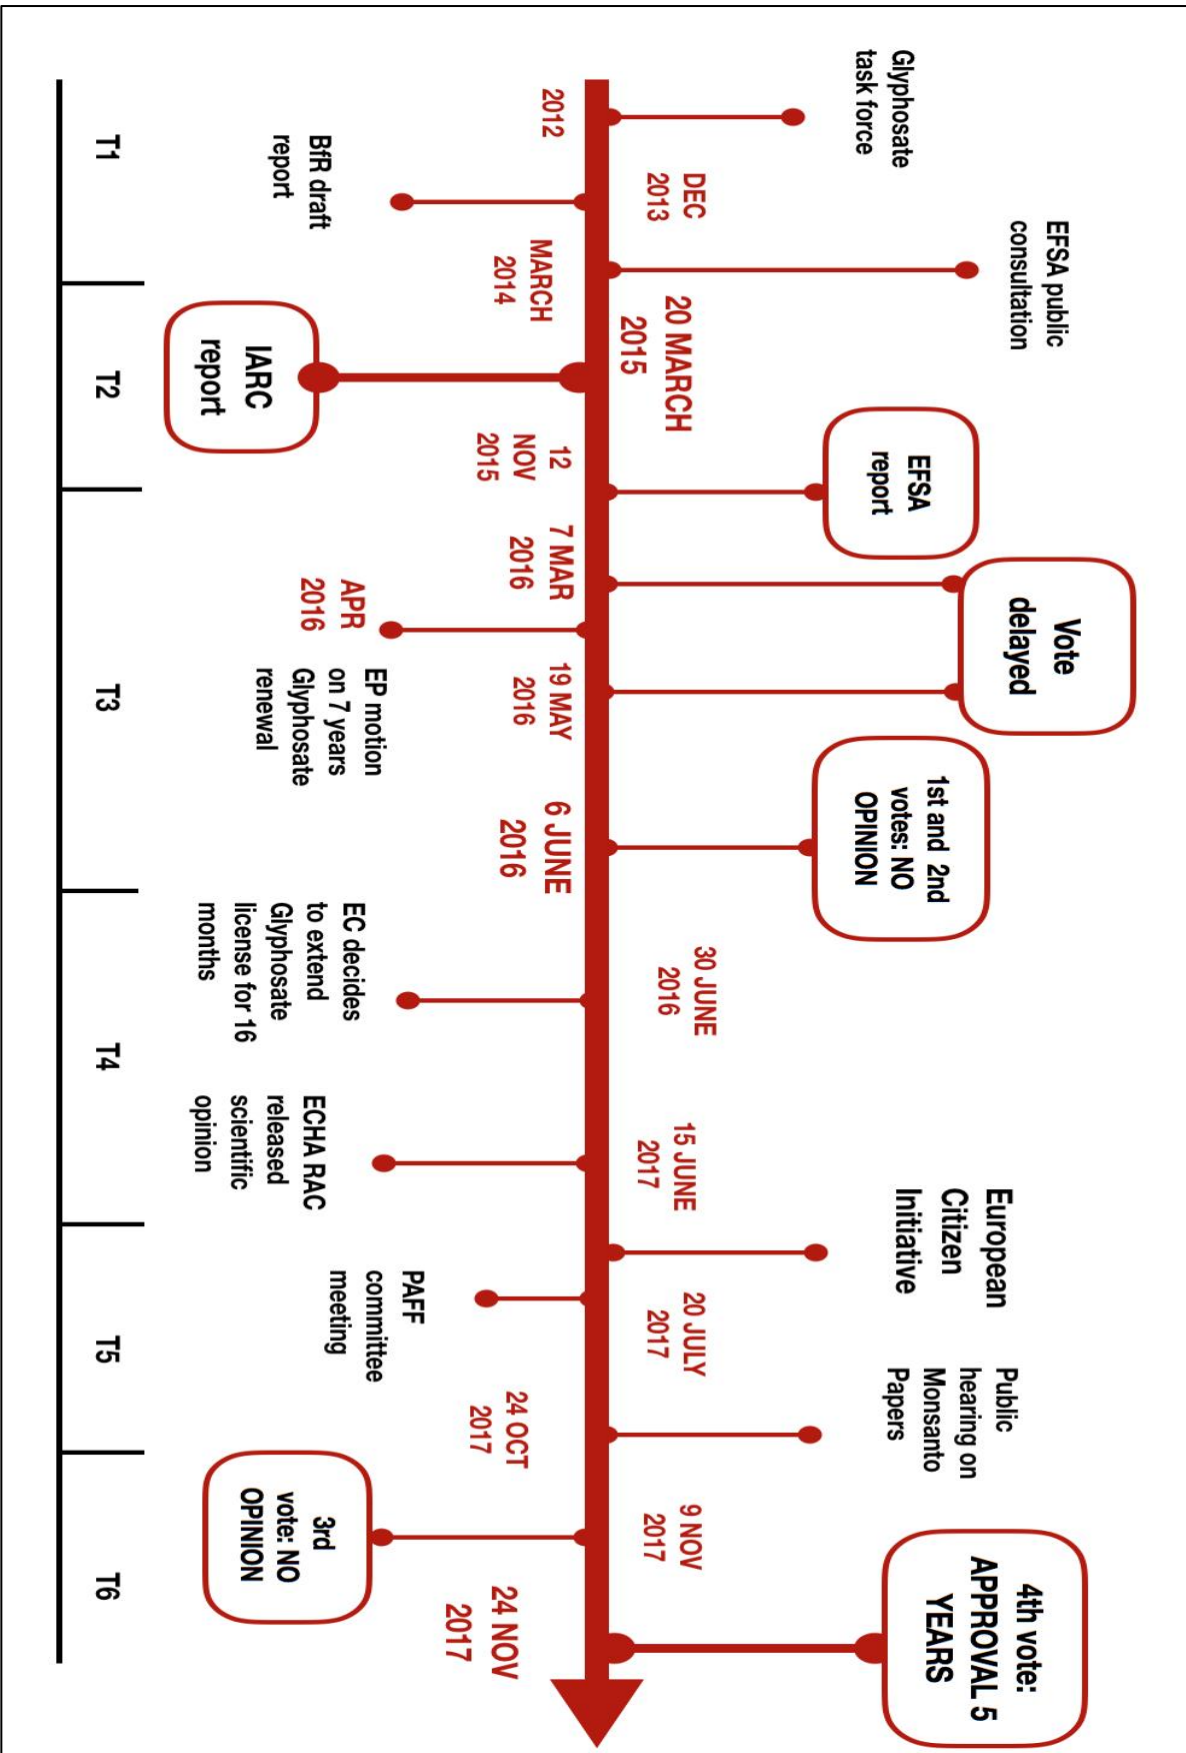 Glyphosate
task force
2012
BfR draft
report
DEC
2013
EFSA public
consultation
MARCH
2014
20 MARCH
2015
IARC
report
EFSA
report
12
NOV
2015
Vote
delayed
7 MAR
2016
APR
2016
EP motion
on 7 years
Glyphosate
renewal
19 MAY
2016
1st and 2nd
votes: NO
OPINION
6 JUNE
2016
30 JUNE
2016
EC decides
to extend
Glyphosate
license for 16
months
15 JUNE
2017
ECHA RAC
released
scientific
opinion
European
Citizen
Initiative
20 JULY
2017
PAFF
committee
meeting
Public
hearing on
Monsanto
Papers
24 OCT
2017
9 NOV
2017
3rd
vote: NO
OPINION
4th vote:
APPROVAL 5
YEARS
24 NOV
2017
T1
T2
T3
T4
T5
T6